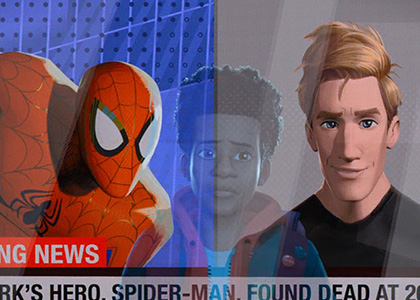 NG NEWS
RK'S HERO, SPIDER-MAN, FOUND DEAD AT 2